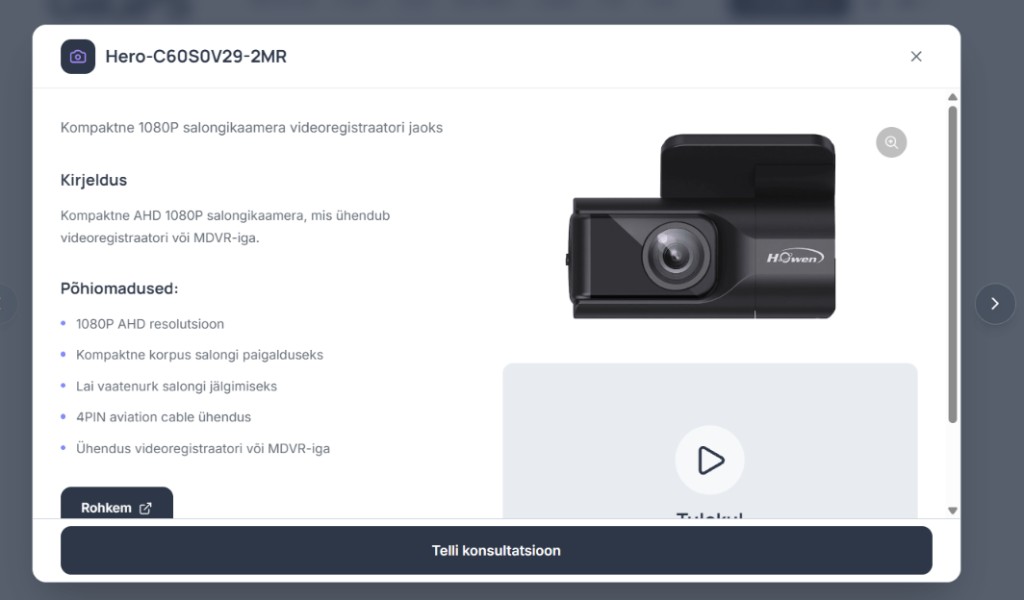 Hero-C60S0V29-2MR
Kompaktne 1080P salongikaamera videoregistraatori jaoks
Kirjeldus
Kompaktne AHD 1080P salongikaamera, mis ühendub
videoregistraatori või MDVR-iga.
Põhiomadused:
1080P AHD resolutsioon
Kompaktne korpus salongi paigalduseks
Lai vaatenurk salongi jälgimiseks
4PIN aviation cable ühendus
Ühendus videoregistraatori või MDVR-iga
Rohkem
Howen
Telli konsultatsioon